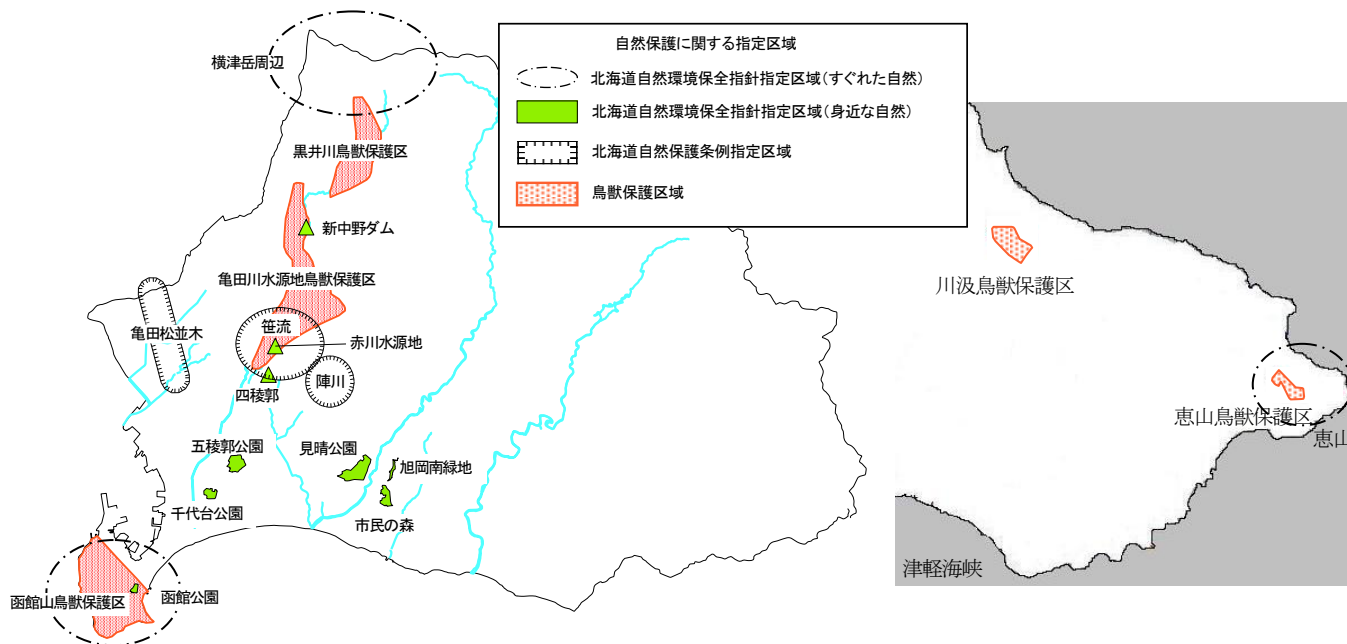 自然保護に関する指定区域
北海道自然環境保全指針指定区域(すぐれた自然)
北海道自然環境保全指針指定区域(身近な自然)
北海道自然保護条例指定区域
鳥獣保護区域
横津岳周辺
黒井川鳥獣保護区
新中野ダム
亀田川水源地鳥獣保護区
亀田松並木
笹流
赤川水源地
陣川
四稜郭
五稜郭公園
見晴公園
旭岡南緑地
千代台公園
市民の森
函館山鳥獣保護区
函館公園
川汲鳥獣保護区
恵山鳥獣保護区
恵山
津軽海峡